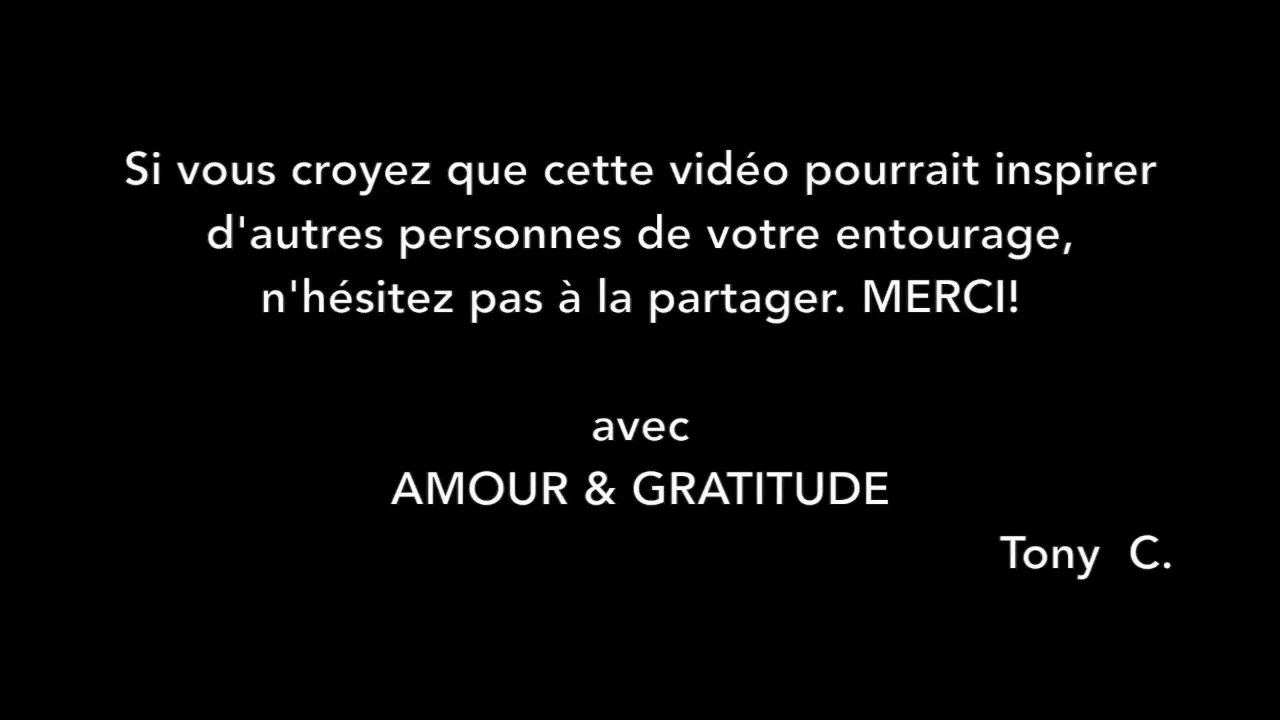 Si vous croyez que cette vidéo pourrait inspirer
d'autres personnes de votre entourage,
n'hésitez pas à la partager. MERCI!
avec
AMOUR & GRATITUDE
Tony C.